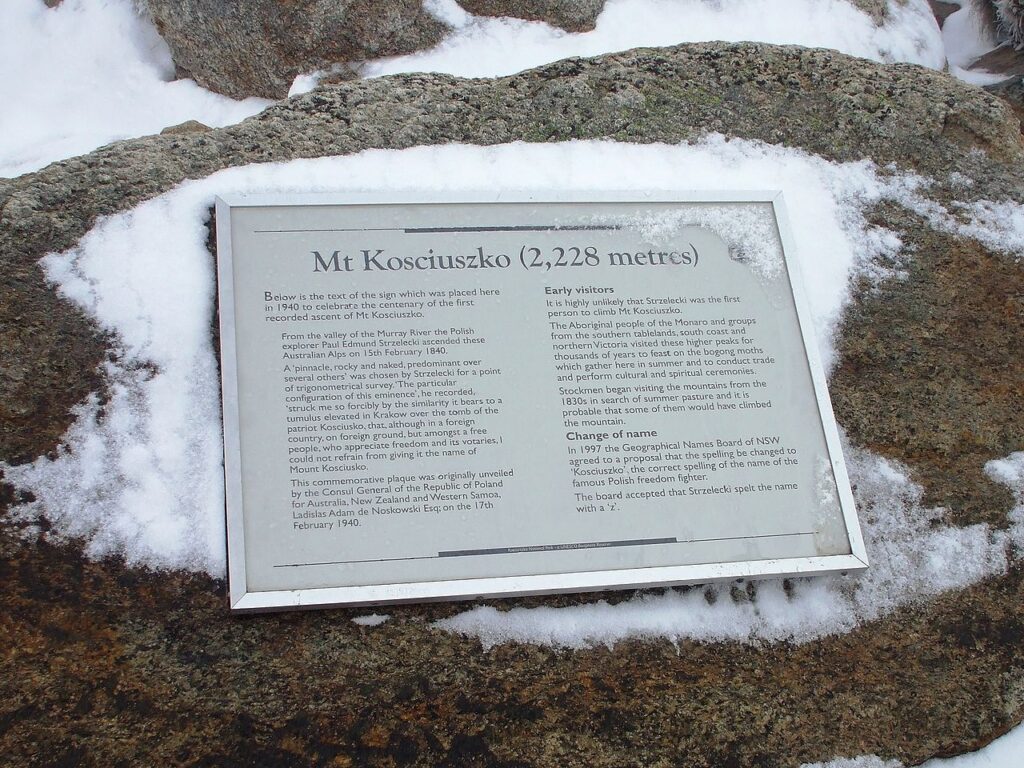 Mt Kosciuszko (2,228 metres)
Below is the text of the sign which was placed here
in 1940 to celebrate the centenary of the first
recorded ascent of Mt Kosciuszko.
From the valley of the Murray River the Polish
explorer Paul Edmund Strzelecki ascended these
Australian Alps on 15th February 1840.
A 'pinnacle, rocky and naked, predominant over
several others' was chosen by Strzelecki for a point
of trigonometrical survey. 'The particular
configuration of this eminence', he recorded,
'struck me so forcibly by the similarity it bears to a
tumulus elevated in Krakow over the tomb of the
patriot Kosciusko, that, although in a foreign
country, on foreign ground, but amongst a free
people, who appreciate freedom and its votaries, I
could not refrain from giving it the name of
Mount Kosciusko.
This commemorative plaque was originally unveiled
by the Consul General of the Republic of Poland
for Australia, New Zealand and Western Samoa,
Ladislas Adam de Noskowski Esq; on the 17th
February 1940.
Early visitors
It is highly unlikely that Strzelecki was the first
person to climb Mt Kosciuszko.
The Aboriginal people of the Monaro and groups
from the southern tablelands, south coast and
northern Victoria visited these higher peaks for
thousands of years to feast on the bogong moths
which gather here in summer and to conduct trade
and perform cultural and spiritual ceremonies.
Stockmen began visiting the mountains from the
1830s in search of summer pasture and it is
probable that some of them would have climbed
the mountain.
Change of name
In 1997 the Geographical Names Board of NSW
agreed to a proposal that the spelling be changed to
'Kosciuszko', the correct spelling of the name of the
famous Polish freedom fighter.
The board accepted that Strzelecki spelt the name
with a 'z'.